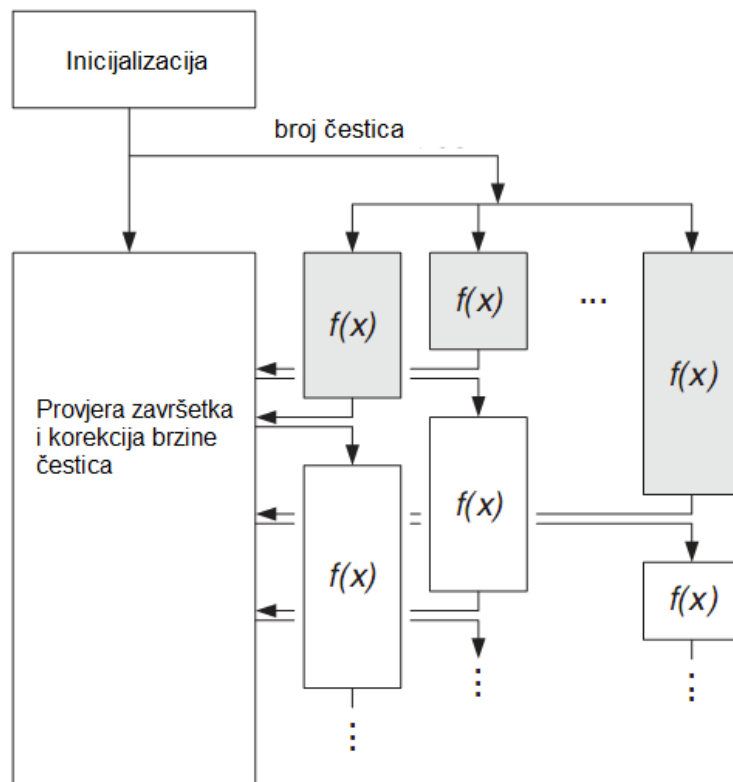 Inicijalizacija
broj čestica
f(x)
f(x)
...
f(x)
Provjera završetka
i korekcija brzine
čestica
f(x)
f(x)
f(x)